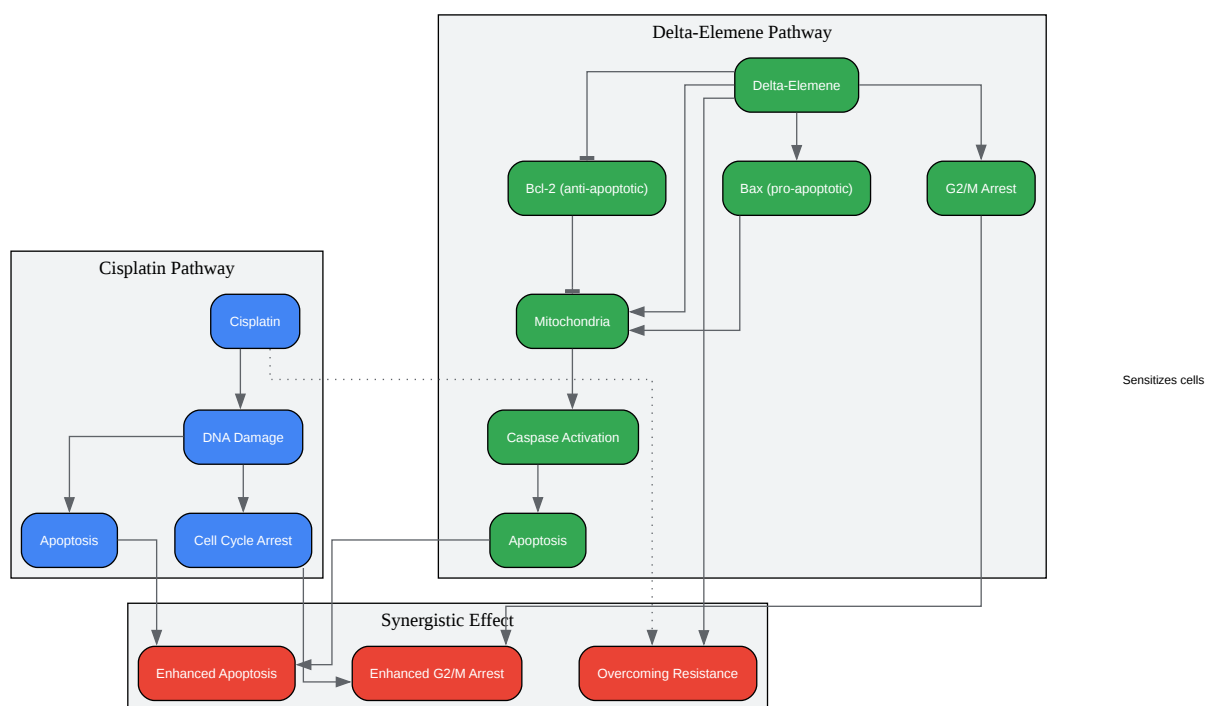 Delta-Elemene Pathway
Delta-Elemene
Bcl-2 (anti-apoptotic)
Bax (pro-apoptotic)
G2/M Arrest
Cisplatin Pathway
Cisplatin
Mitochondria
Sensitizes cells
DNA Damage
Caspase Activation
Apoptosis
Cell Cycle Arrest
Apoptosis
Synergistic Effect
Enhanced Apoptosis
Enhanced G2/M Arrest
Overcoming Resistance